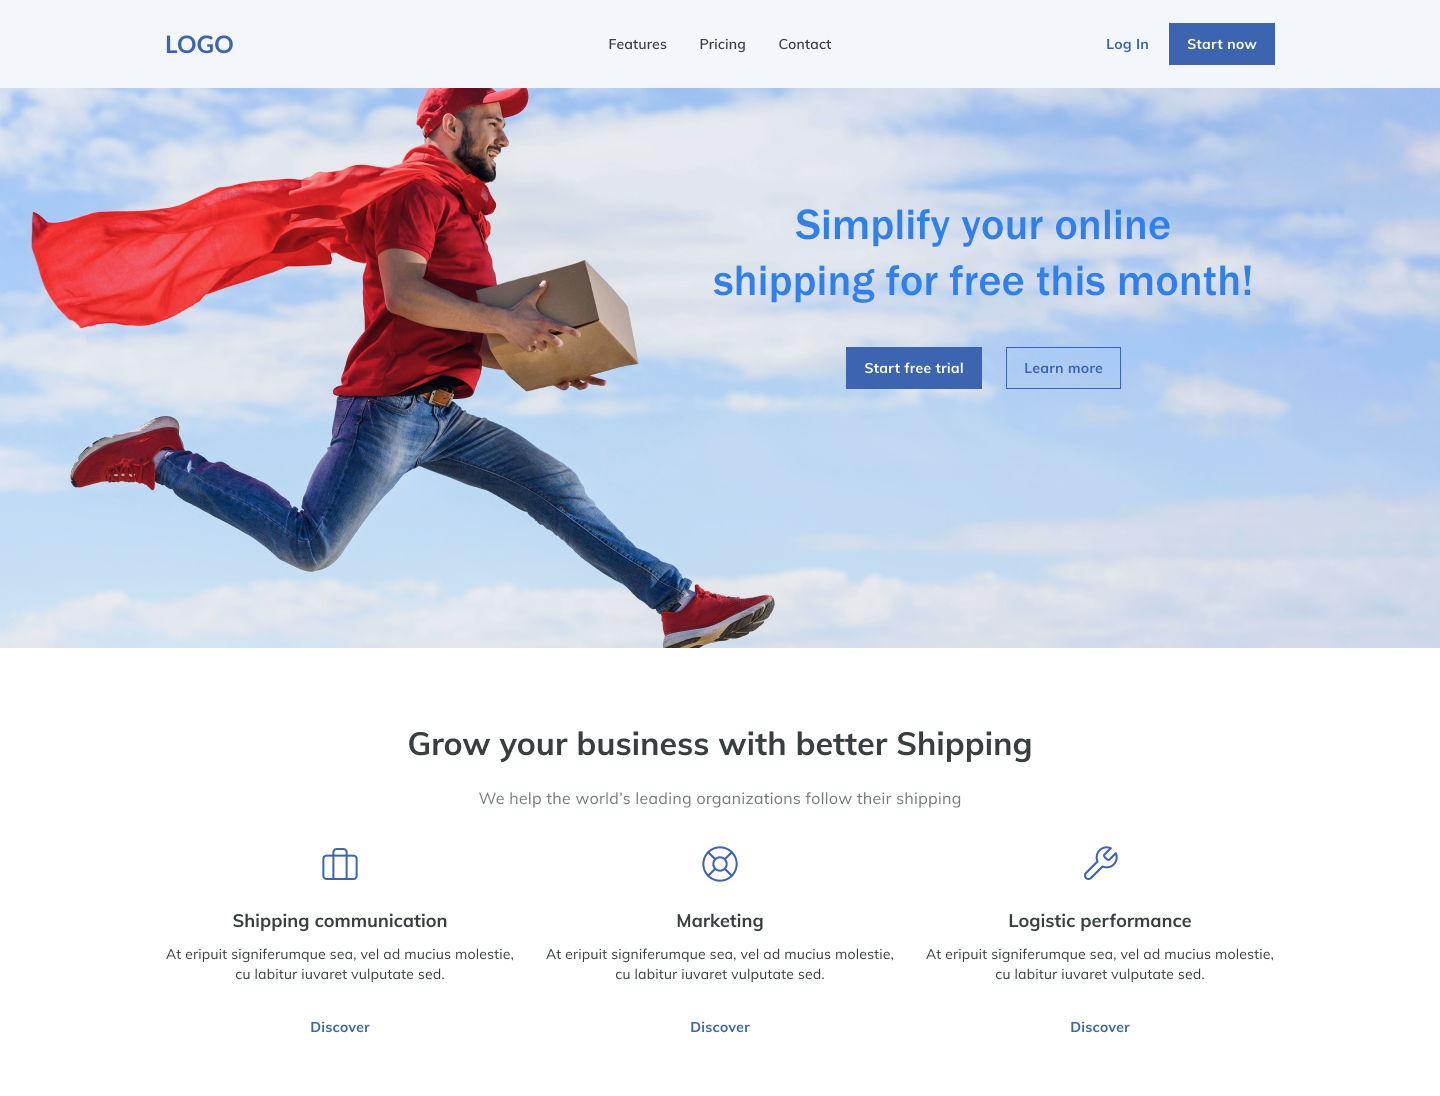 LOGO
Features Pricing Contact
Log In Start now
Simplify your online
shipping for free this month!
Start free trial Learn more
Grow your business with better Shipping
We help the world's leading organizations follow their shipping
Shipping communication
At eripuit signiferumque sea, vel ad mucius molestie,
cu labitur iuvaret vulputate sed.
Discover
Marketing
At eripuit signiferumque sea, vel ad mucius molestie,
cu labitur iuvaret vulputate sed.
Discover
Logistic performance
At eripuit signiferumque sea, vel ad mucius molestie,
cu labitur iuvaret vulputate sed.
Discover